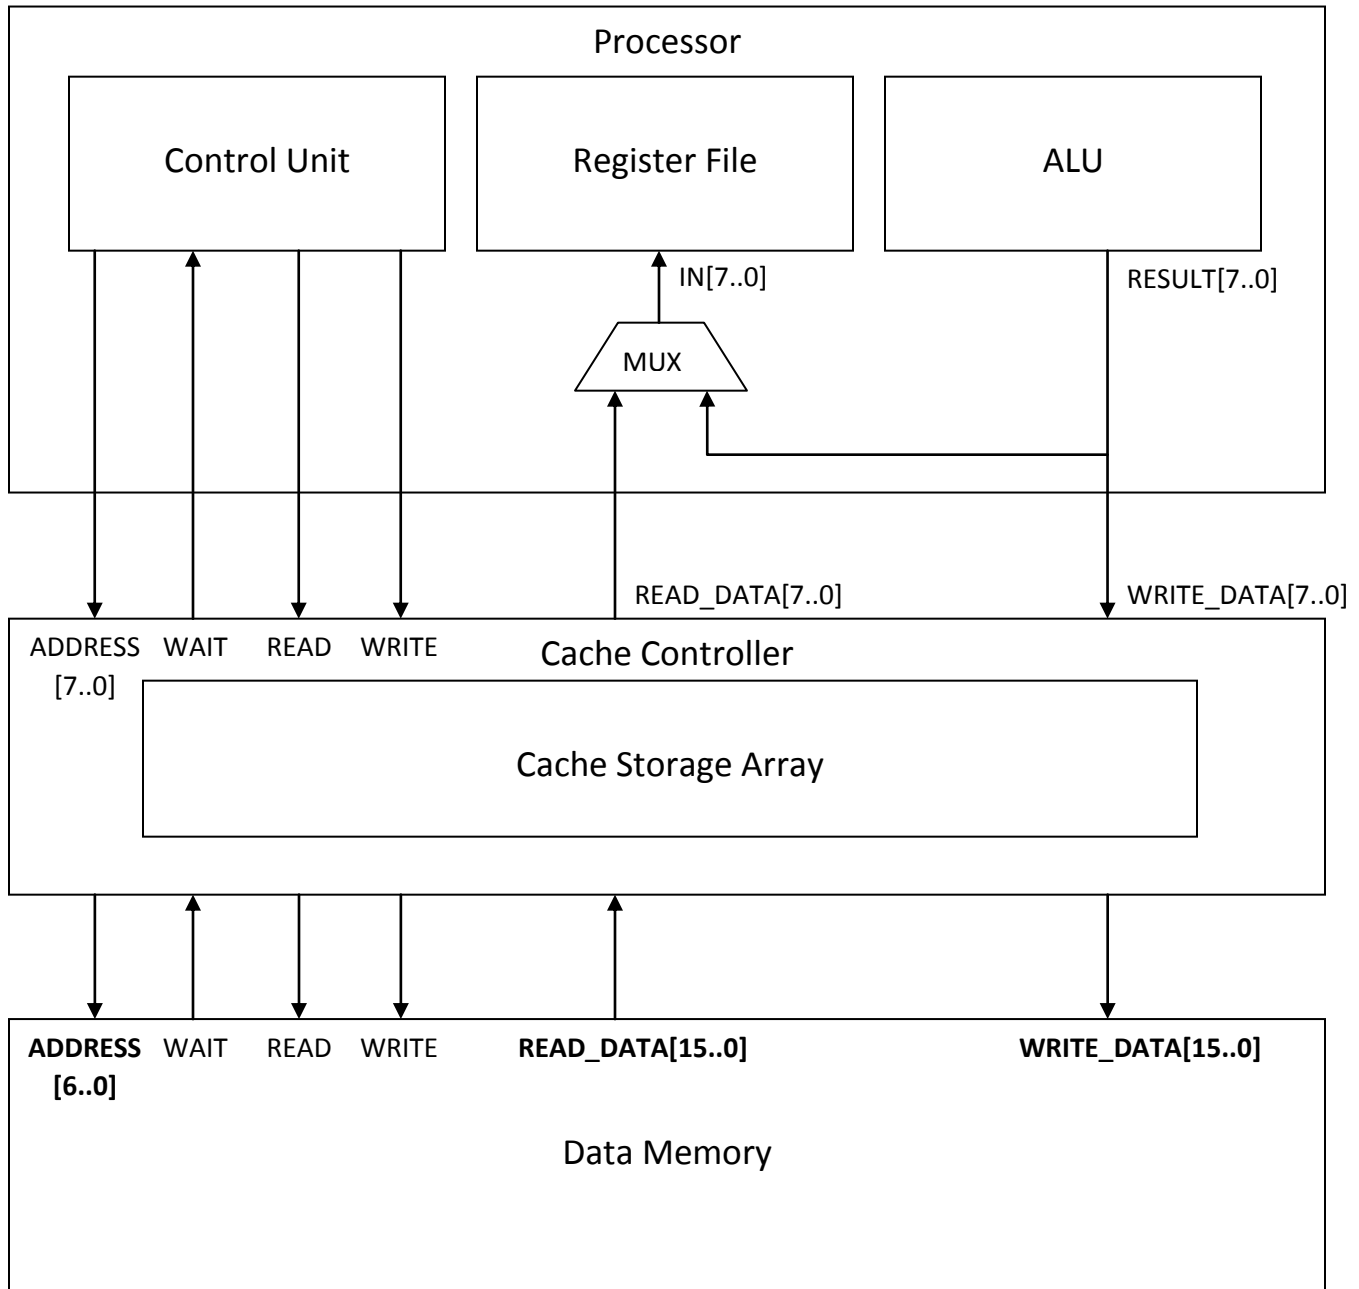 Processor
Control Unit
Register File
ALU
IN[7..0]
RESULT[7..0]
MUX
READ_DATA[7..0]
WRITE_DATA[7..0]
ADDRESS
[7..0]
WAIT
READ
WRITE
Cache Controller
Cache Storage Array
ADDRESS
[6..0]
WAIT
READ
WRITE
READ_DATA[15..0]
WRITE_DATA[15..0]
Data Memory